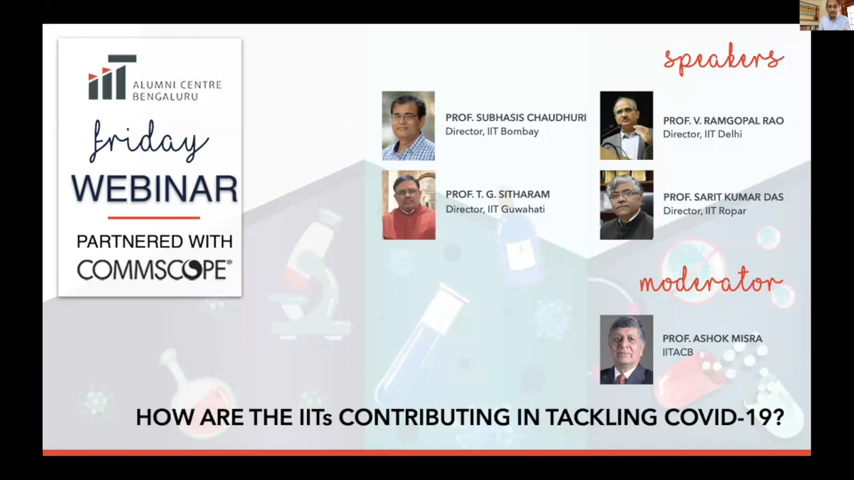 IIT
ALUMNI CENTRE
BENGALURU
friday
WEBINAR
PARTNERED WITH
COMMSCOPE®
speakers
PROF. SUBHASIS CHAUDHURI
Director, IIT Bombay
PROF. V. RAMGOPAL RAO
Director, IIT Delhi
PROF. T. G. SITHARAM
Director, IIT Guwahati
PROF. SARIT KUMAR DAS
Director, IIT Ropar
moderator
PROF. ASHOK MISRA
IITACB
HOW ARE THE IITs CONTRIBUTING IN TACKLING COVID-19?